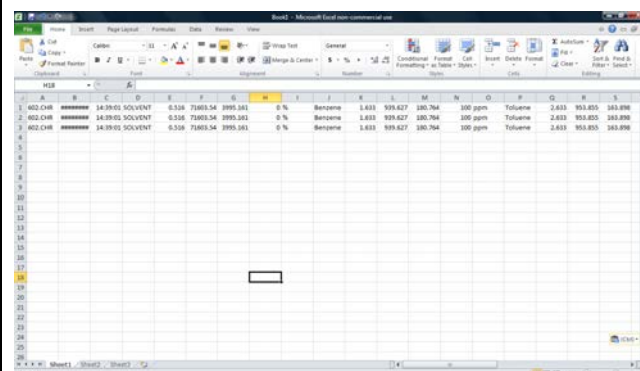 Book2 - Microsoft Excel non-commercial use
File Home Insert Page Layout Formulas Data Review View
Cut
Copy
Format Painter
Paste
Calibri 11
Wrap Text
Merge & Center
General
Conditional Formatting
Format as Table
Cell Styles
Insert Delete Format
AutoSum
Fill
Clear
Sort & Filter
Find & Select
Clipboard Font Alignment Number Styles Cells Editing
H18 fx
A B C D E F G H I J K L M N O P Q R S
1 602.CHR ######## 14:39:01 SOLVENT 0.516 71603.54 3995.161 0 % Benzene 1.633 939.627 180.764 100 ppm Toluene 2.633 953.855 163.898
2 602.CHR ######## 14:39:01 SOLVENT 0.516 71603.54 3995.161 0 % Benzene 1.633 939.627 180.764 100 ppm Toluene 2.633 953.855 163.898
3 602.CHR ######## 14:39:01 SOLVENT 0.516 71603.54 3995.161 0 % Benzene 1.633 939.627 180.764 100 ppm Toluene 2.633 953.855 163.898
4
5
6
7
8
9
10
11
12
13
14
15
16
17
18
19
20
21
22
23
24
25
26
(Ctrl)
Sheet1 Sheet2 Sheet3